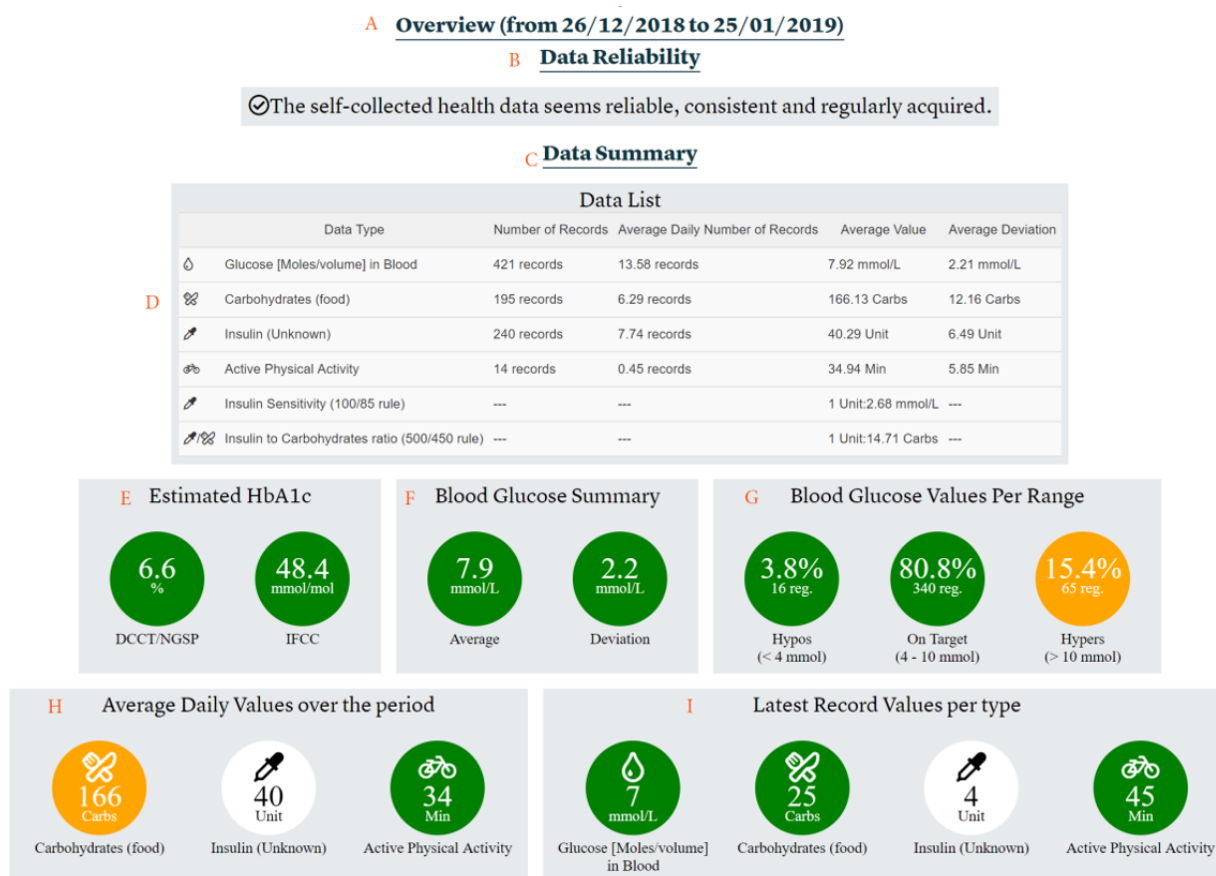 A Overview (from 26/12/2018 to 25/01/2019)
B Data Reliability
The self-collected health data seems reliable, consistent and regularly acquired.
C Data Summary
Data List
Data Type Number of Records Average Daily Number of Records Average Value Average Deviation
Glucose [Moles/volume] in Blood 421 records 13.58 records 7.92 mmol/L 2.21 mmol/L
D Carbohydrates (food) 195 records 6.29 records 166.13 Carbs 12.16 Carbs
Insulin (Unknown) 240 records 7.74 records 40.29 Unit 6.49 Unit
Active Physical Activity 14 records 0.45 records 34.94 Min 5.85 Min
Insulin Sensitivity (100/85 rule) --- --- 1 Unit:2.68 mmol/L ---
/ Insulin to Carbohydrates ratio (500/450 rule) --- --- 1 Unit:14.71 Carbs ---
E Estimated HbA1c
6.6
%
DCCT/NGSP
48.4
mmol/mol
IFCC
F Blood Glucose Summary
7.9
mmol/L
Average
2.2
mmol/L
Deviation
G Blood Glucose Values Per Range
3.8%
16 reg.
Hypos
(< 4 mmol)
80.8%
340 reg.
On Target
(4 - 10 mmol)
15.4%
65 reg.
Hypers
(> 10 mmol)
H Average Daily Values over the period
166
Carbs
Carbohydrates (food)
40
Unit
Insulin (Unknown)
34
Min
Active Physical Activity
I Latest Record Values per type
7
mmol/L
Glucose [Moles/volume]
in Blood
25
Carbs
Carbohydrates (food)
4
Unit
Insulin (Unknown)
45
Min
Active Physical Activity